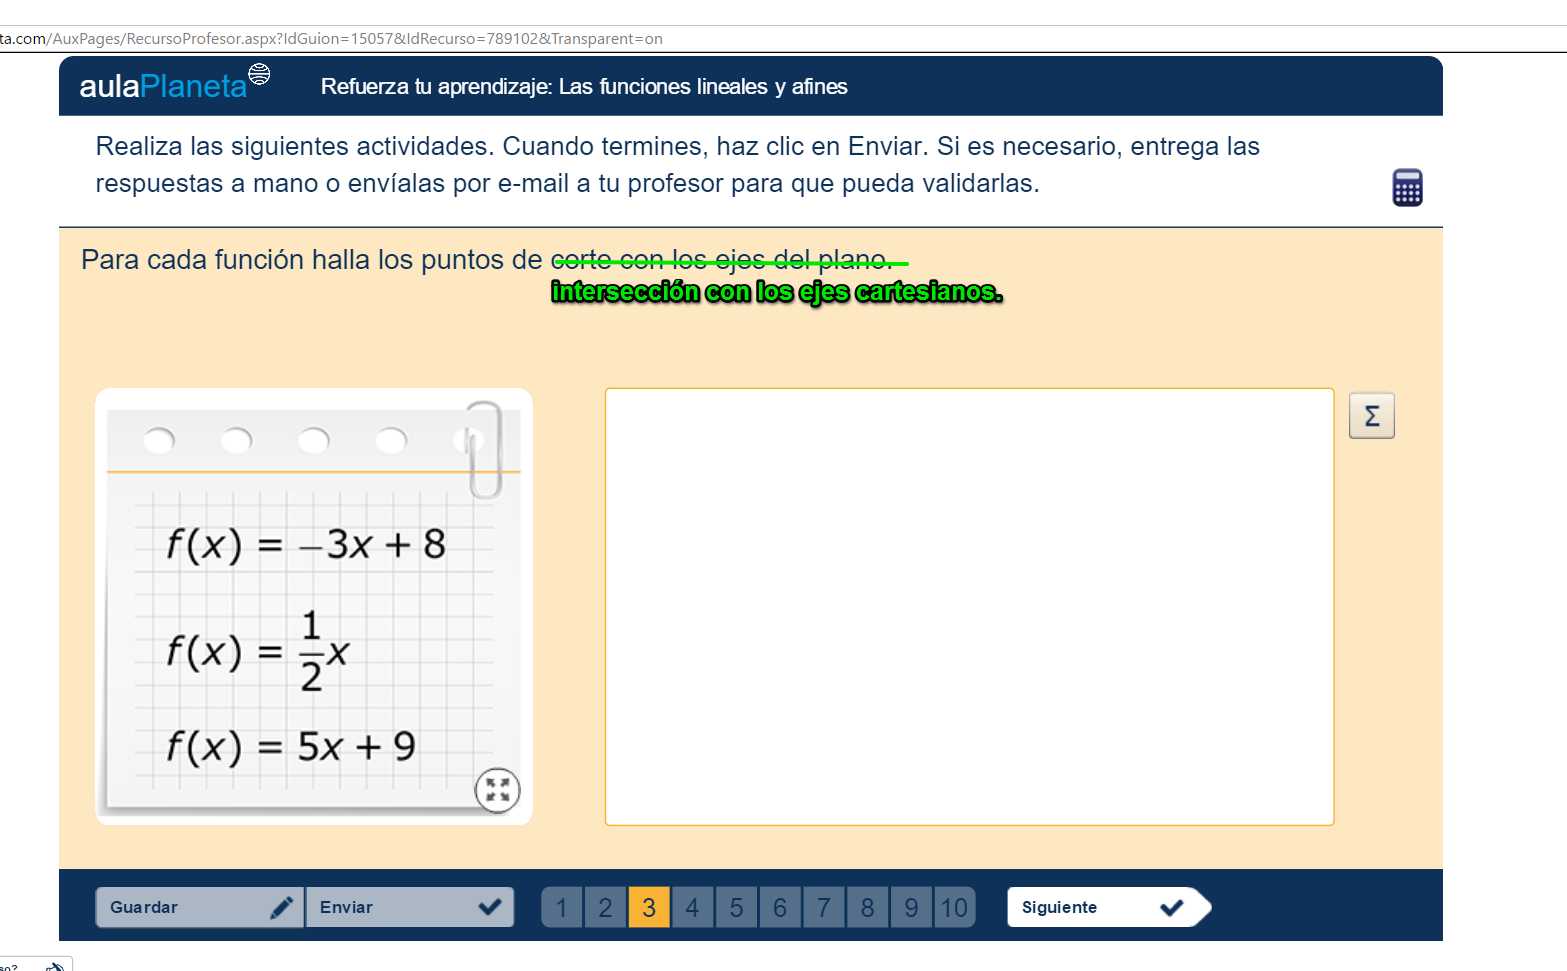 ta.com/AuxPages/RecursoProfesor.aspx?IdGuion=15057&IdRecurso=789102&Transparent=on
aulaPlaneta Refuerza tu aprendizaje: Las funciones lineales y afines
Realiza las siguientes actividades. Cuando termines, haz clic en Enviar. Si es necesario, entrega las
respuestas a mano o envíalas por e-mail a tu profesor para que pueda validarlas.
Para cada función halla los puntos de corte con los ejes del plano.
intersección con los ejes cartesianos.
Σ
f(x) = −3x + 8
f(x) = 1/2 x
f(x) = 5x + 9
Guardar Enviar 1 2 3 4 5 6 7 8 9 10 Siguiente